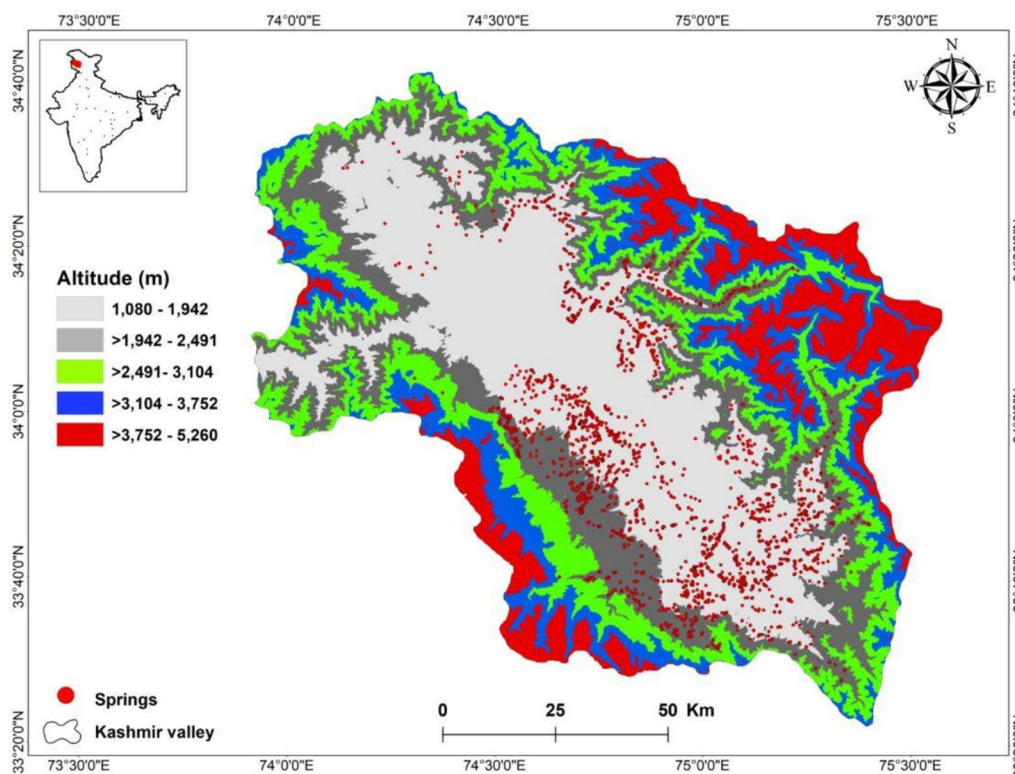 73°30'0"E 74°0'0"E 74°30'0"E 75°0'0"E 75°30'0"E
N
W E
S
34°40'0"N
34°20'0"N
34°0'0"N
33°40'0"N
33°20'0"N
Altitude (m)
1,080 - 1,942
>1,942 - 2,491
>2,491- 3,104
>3,104 - 3,752
>3,752 - 5,260
Springs
Kashmir valley
0 25 50 Km
73°30'0"E 74°0'0"E 74°30'0"E 75°0'0"E 75°30'0"E